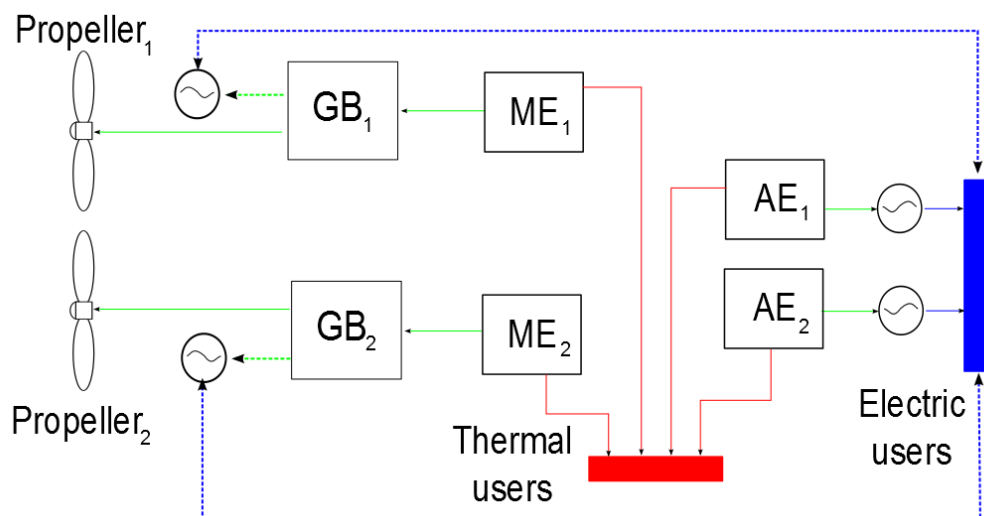 Propeller₁
GB₁
ME₁
AE₁
GB₂
ME₂
AE₂
Propeller₂
Thermal
users
Electric
users